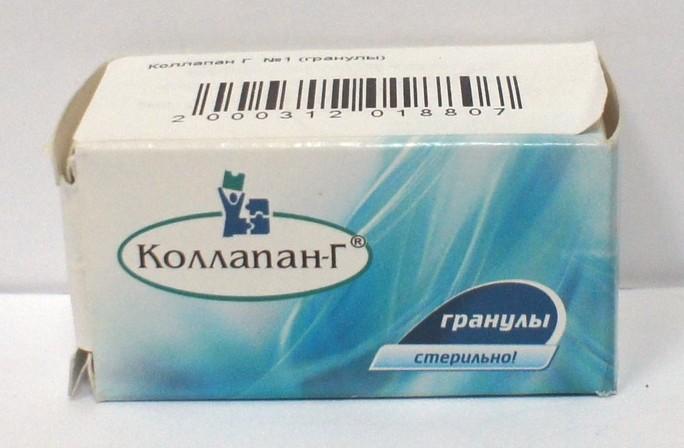 Коллапан Г №1 (гранулы)
2 000312 018807
Коллапан-Г®
гранулы
стерильно!